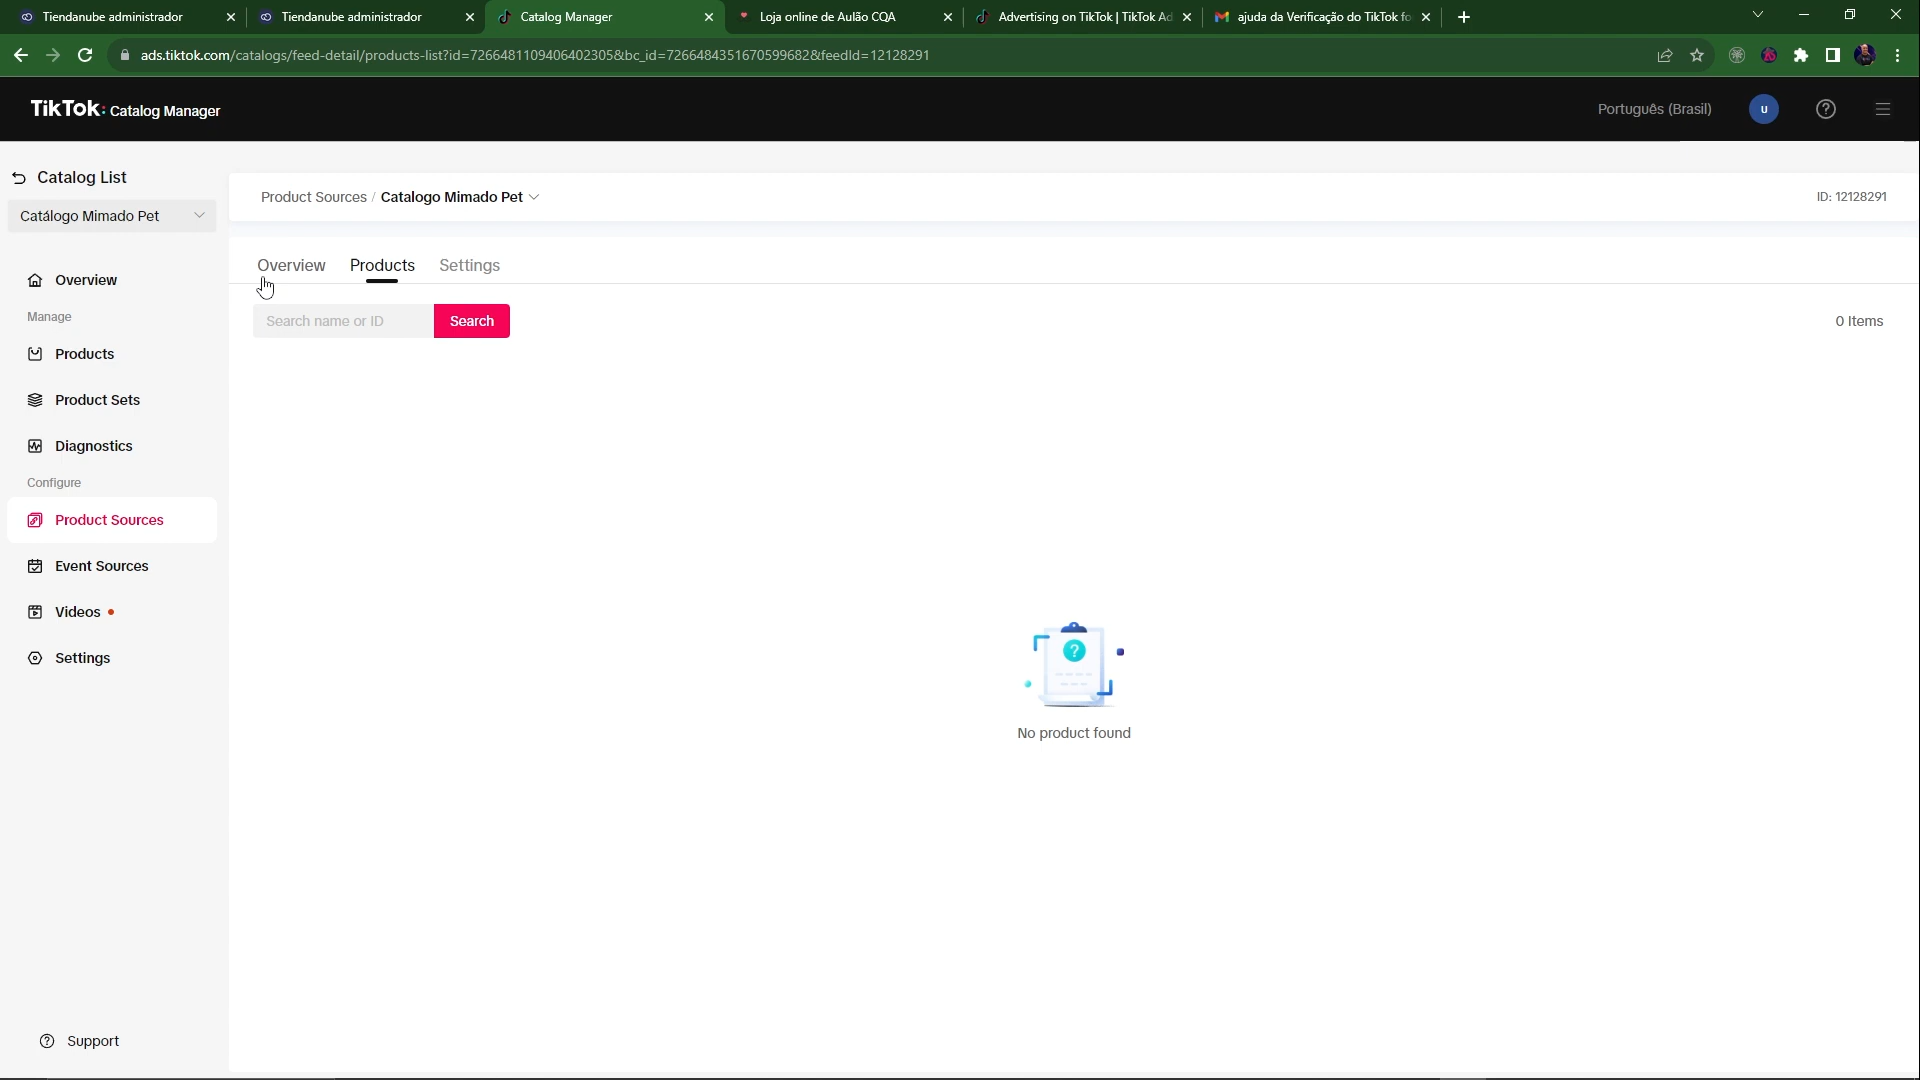 Tiendanube administrador
Tiendanube administrador
Catalog Manager
Loja online de Aulão CQA
Advertising on TikTok | TikTok Ad
ajuda da Verificação do TikTok fo
ads.tiktok.com/catalogs/feed-detail/products-list?id=7266481109406402305&bc_id=7266484351670599682&feedId=12128291
TikTok: Catalog Manager
Português (Brasil)
U
?
Catalog List
Catálogo Mimado Pet
Product Sources / Catalogo Mimado Pet
ID: 12128291
Overview
Manage
Products
Product Sets
Diagnostics
Configure
Product Sources
Event Sources
Videos
Settings
Support
Overview Products Settings
Search name or ID
Search
0 Items
?
No product found